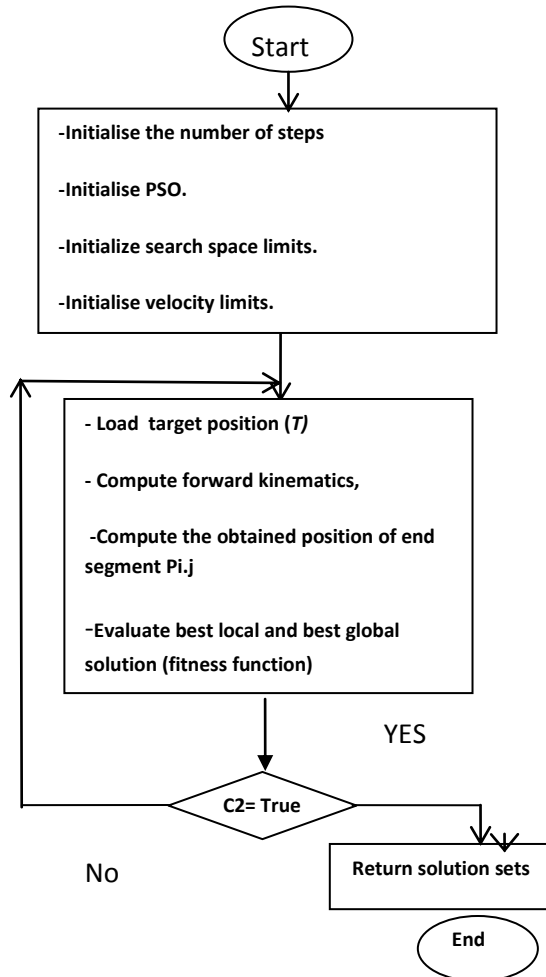 Start
-Initialise the number of steps
-Initialise PSO.
-Initialize search space limits.
-Initialise velocity limits.
- Load target position (T)
- Compute forward kinematics,
-Compute the obtained position of end
segment Pi.j
-Evaluate best local and best global
solution (fitness function)
YES
C2= True
No
Return solution sets
End